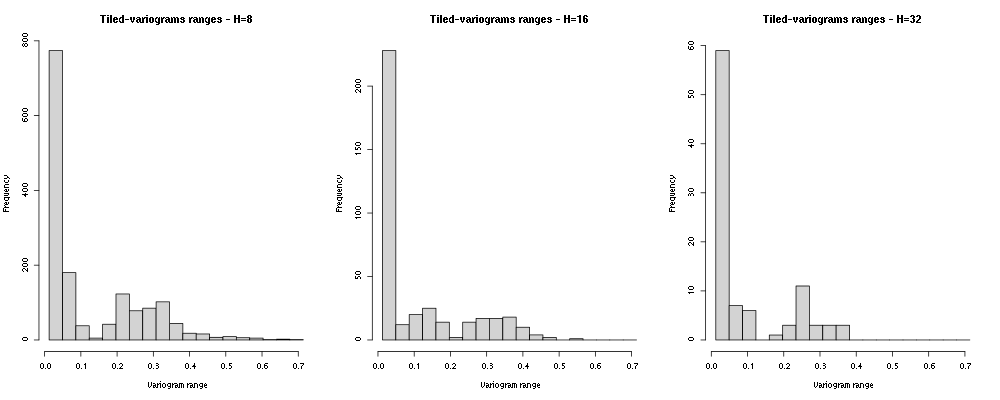 Tiled-variograms ranges - H=8
Frequency
800
600
400
200
0
0.0 0.1 0.2 0.3 0.4 0.5 0.6 0.7
Variogram range
Tiled-variograms ranges - H=16
Frequency
200
150
100
50
0
0.0 0.1 0.2 0.3 0.4 0.5 0.6 0.7
Variogram range
Tiled-variograms ranges - H=32
Frequency
60
50
40
30
20
10
0
0.0 0.1 0.2 0.3 0.4 0.5 0.6 0.7
Variogram range